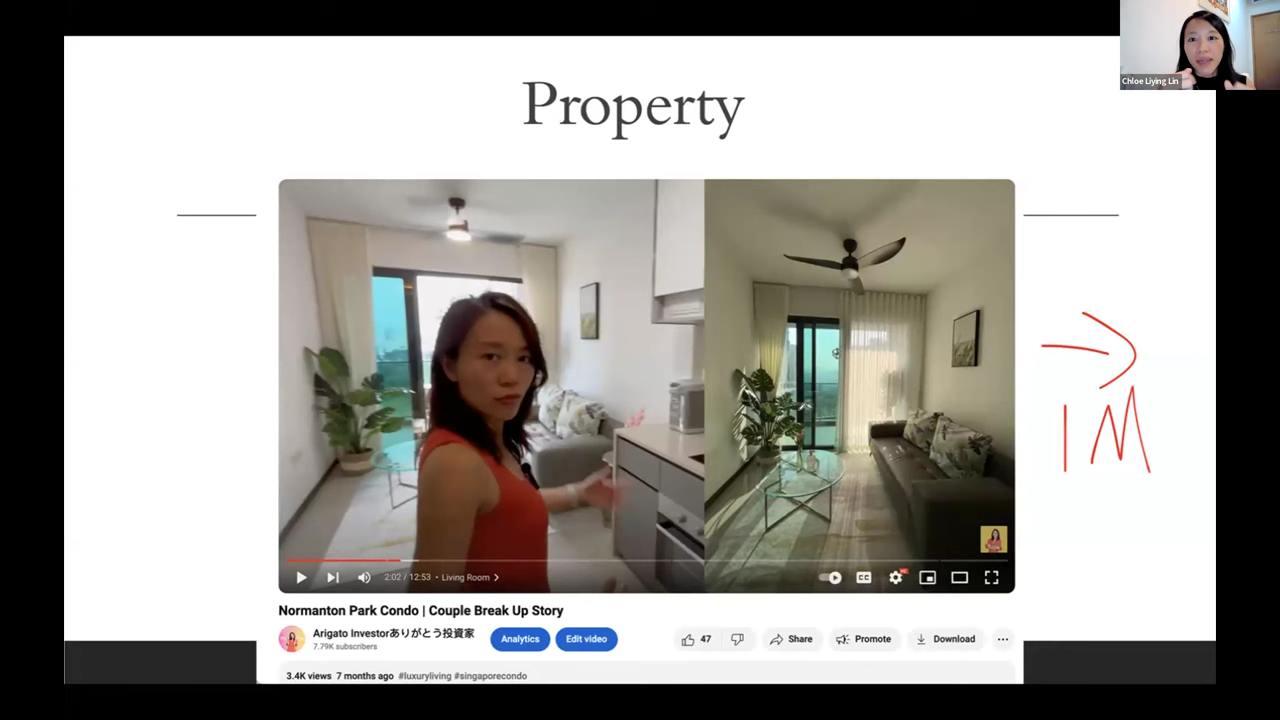 Chloe Liying Lin
Property
1M
2:02 / 12:53 • Living Room >
Normanton Park Condo | Couple Break Up Story
Arigato Investorありがとう投資家
7.79K subscribers
Analytics
Edit video
47
Share
Promote
Download
3.4K views 7 months ago #luxuryliving #singaporecondo